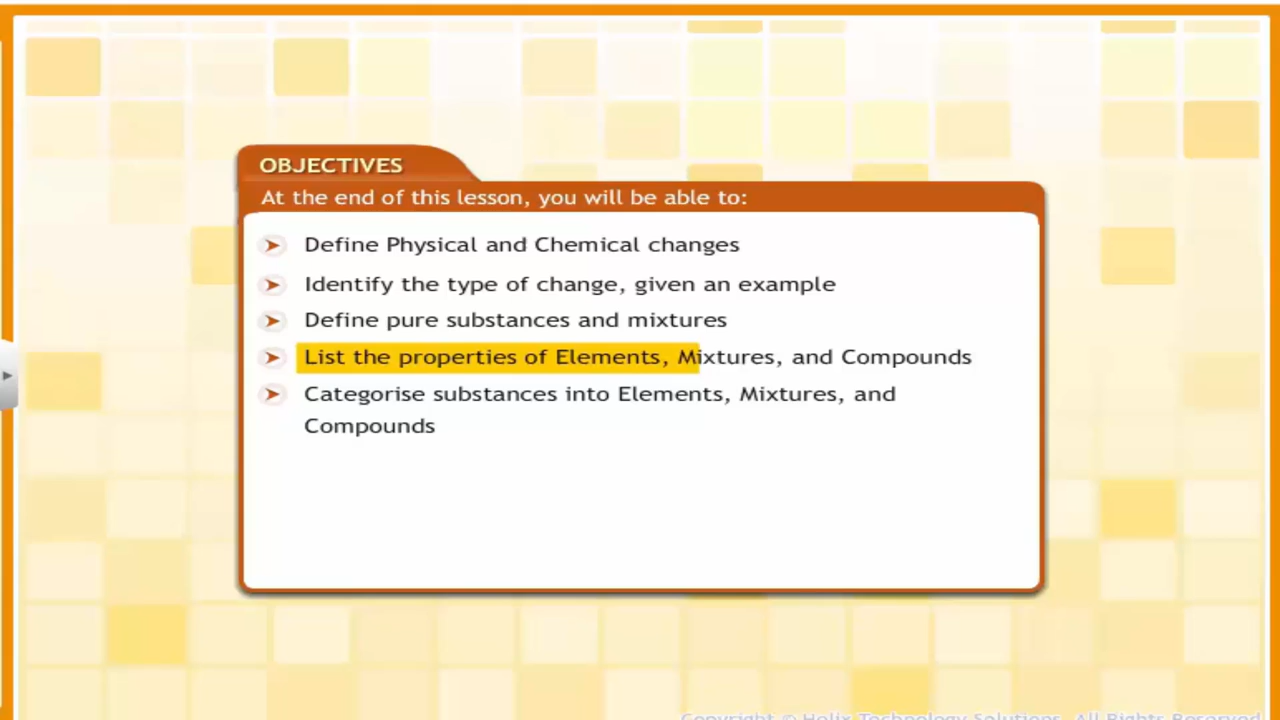 OBJECTIVES
At the end of this lesson, you will be able to:
Define Physical and Chemical changes
Identify the type of change, given an example
Define pure substances and mixtures
List the properties of Elements, Mixtures, and Compounds
Categorise substances into Elements, Mixtures, and
Compounds
Copyright © Helix Technology Solutions. All Rights Reserved.